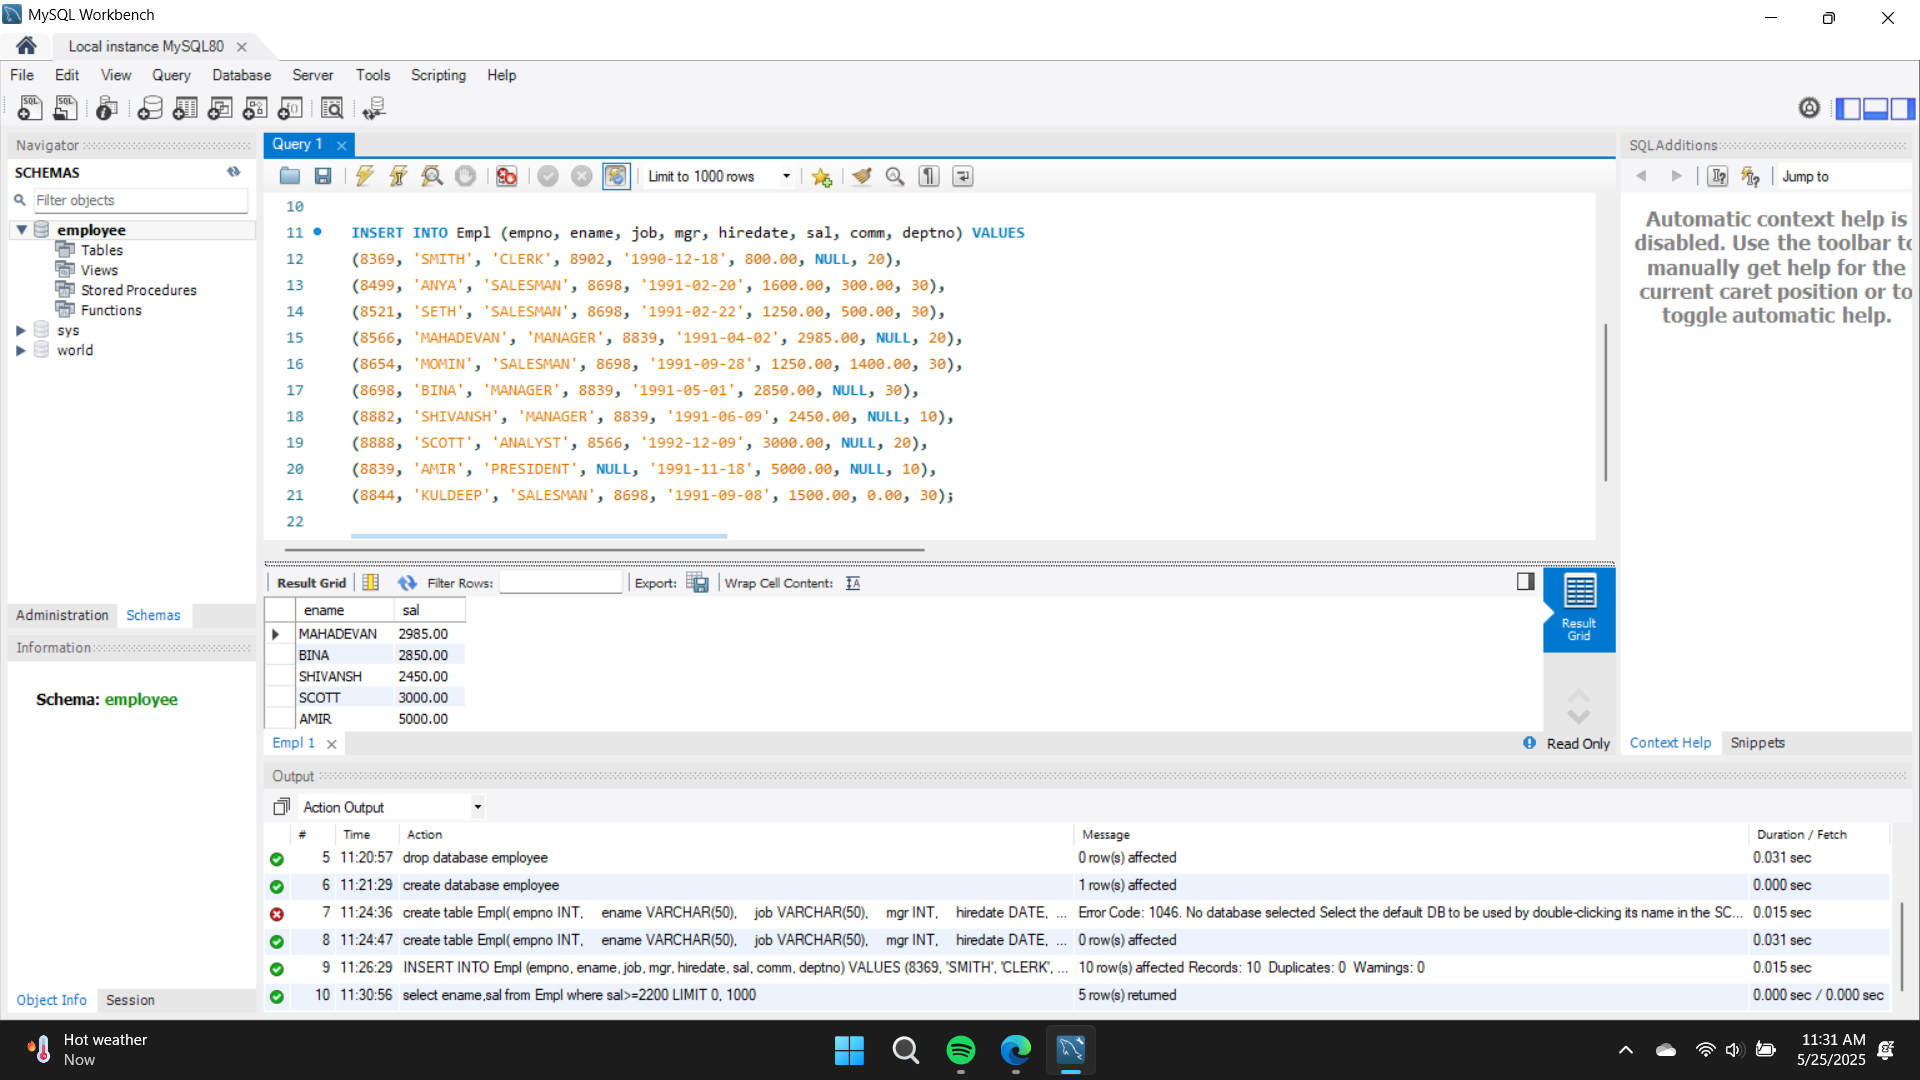 MySQL Workbench
Local instance MySQL80
File Edit View Query Database Server Tools Scripting Help
Navigator
SCHEMAS
Filter objects
employee
Tables
Views
Stored Procedures
Functions
sys
world
Administration Schemas
Information
Schema: employee
Object Info Session
Query 1
Limit to 1000 rows
10
11 INSERT INTO Empl (empno, ename, job, mgr, hiredate, sal, comm, deptno) VALUES
12 (8369, 'SMITH', 'CLERK', 8902, '1990-12-18', 800.00, NULL, 20),
13 (8499, 'ANYA', 'SALESMAN', 8698, '1991-02-20', 1600.00, 300.00, 30),
14 (8521, 'SETH', 'SALESMAN', 8698, '1991-02-22', 1250.00, 500.00, 30),
15 (8566, 'MAHADEVAN', 'MANAGER', 8839, '1991-04-02', 2985.00, NULL, 20),
16 (8654, 'MOMIN', 'SALESMAN', 8698, '1991-09-28', 1250.00, 1400.00, 30),
17 (8698, 'BINA', 'MANAGER', 8839, '1991-05-01', 2850.00, NULL, 30),
18 (8882, 'SHIVANSH', 'MANAGER', 8839, '1991-06-09', 2450.00, NULL, 10),
19 (8888, 'SCOTT', 'ANALYST', 8566, '1992-12-09', 3000.00, NULL, 20),
20 (8839, 'AMIR', 'PRESIDENT', NULL, '1991-11-18', 5000.00, NULL, 10),
21 (8844, 'KULDEEP', 'SALESMAN', 8698, '1991-09-08', 1500.00, 0.00, 30);
22
Result Grid Filter Rows: Export: Wrap Cell Content:
ename sal
MAHADEVAN 2985.00
BINA 2850.00
SHIVANSH 2450.00
SCOTT 3000.00
AMIR 5000.00
Result
Grid
Empl 1
Read Only
SQLAdditions
Jump to
Automatic context help is
disabled. Use the toolbar to
manually get help for the
current caret position or to
toggle automatic help.
Context Help Snippets
Output
Action Output
# Time Action Message Duration / Fetch
5 11:20:57 drop database employee 0 row(s) affected 0.031 sec
6 11:21:29 create database employee 1 row(s) affected 0.000 sec
7 11:24:36 create table Empl( empno INT, ename VARCHAR(50), job VARCHAR(50), mgr INT, hiredate DATE, ... Error Code: 1046. No database selected Select the default DB to be used by double-clicking its name in the SC... 0.015 sec
8 11:24:47 create table Empl( empno INT, ename VARCHAR(50), job VARCHAR(50), mgr INT, hiredate DATE, ... 0 row(s) affected 0.031 sec
9 11:26:29 INSERT INTO Empl (empno, ename, job, mgr, hiredate, sal, comm, deptno) VALUES (8369, 'SMITH', 'CLERK', ... 10 row(s) affected Records: 10 Duplicates: 0 Warnings: 0 0.015 sec
10 11:30:56 select ename,sal from Empl where sal>=2200 LIMIT 0, 1000 5 row(s) returned 0.000 sec / 0.000 sec
Hot weather
Now
11:31 AM
5/25/2025